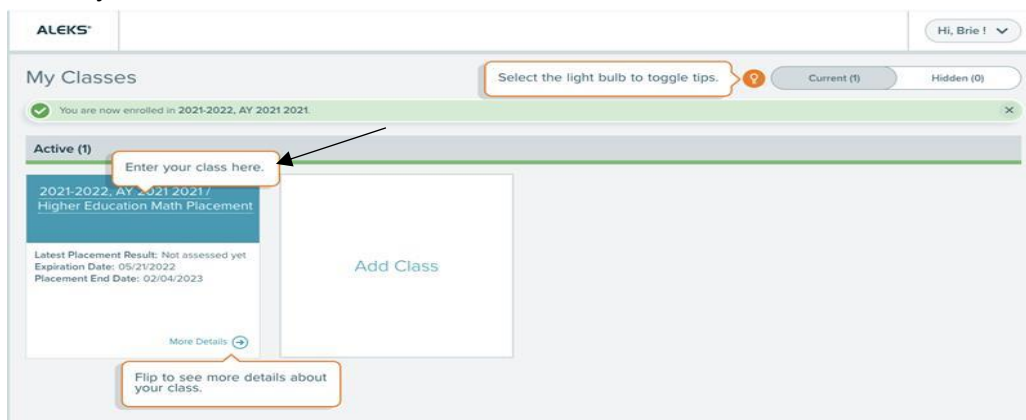 ALEKS®
Hi, Brie !
My Classes
Select the light bulb to toggle tips.
Current (1)
Hidden (0)
You are now enrolled in 2021-2022, AY 2021 2021.
Active (1)
Enter your class here.
2021-2022, AY 2021 2021 /
Higher Education Math Placement
Latest Placement Result: Not assessed yet
Expiration Date: 05/21/2022
Placement End Date: 02/04/2023
Add Class
More Details
Flip to see more details about
your class.